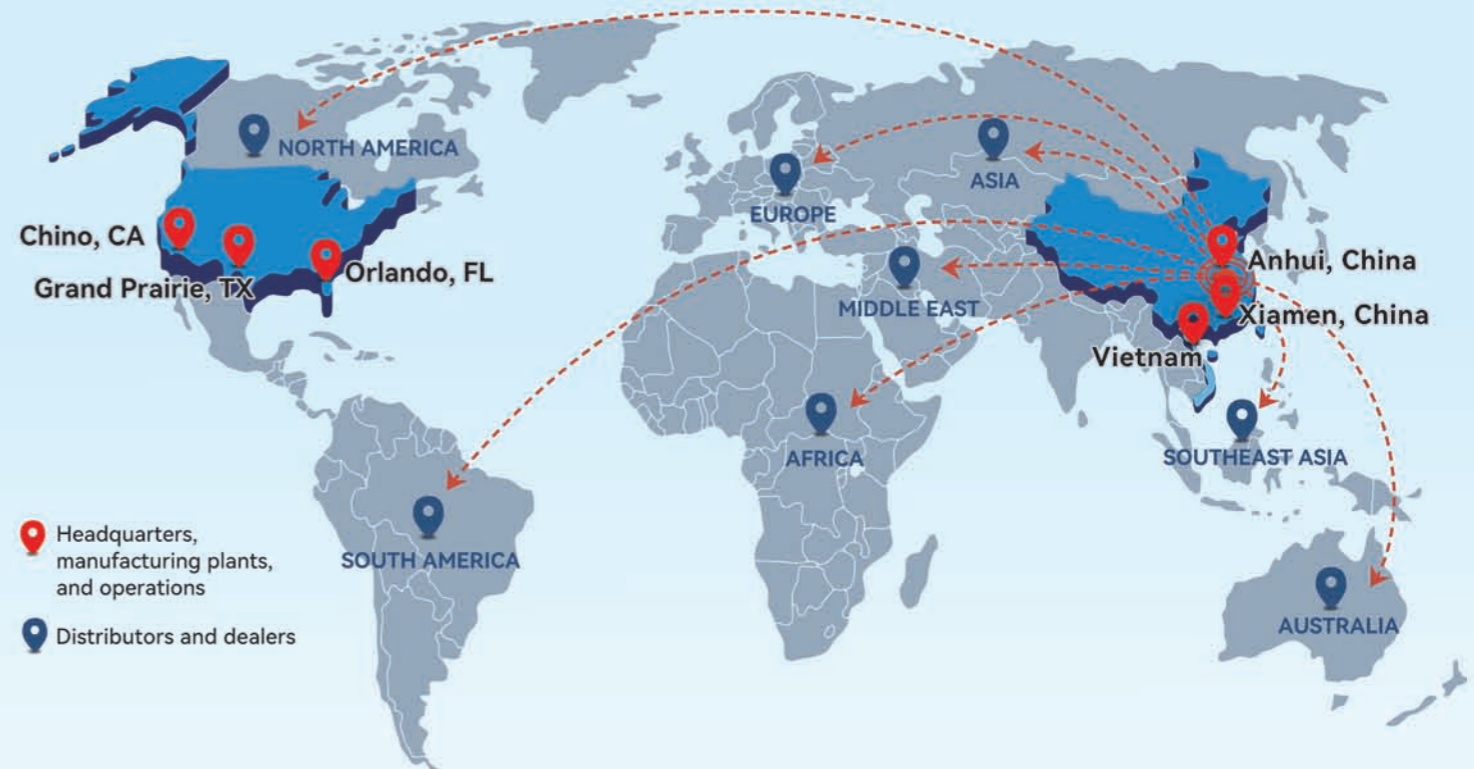 NORTH AMERICA
ASIA
EUROPE
Chino, CA
Grand Prairie, TX
Orlando, FL
Anhui, China
MIDDLE EAST
Xiamen, China
Vietnam
AFRICA
SOUTHEAST ASIA
SOUTH AMERICA
AUSTRALIA
Headquarters,
manufacturing plants,
and operations
Distributors and dealers